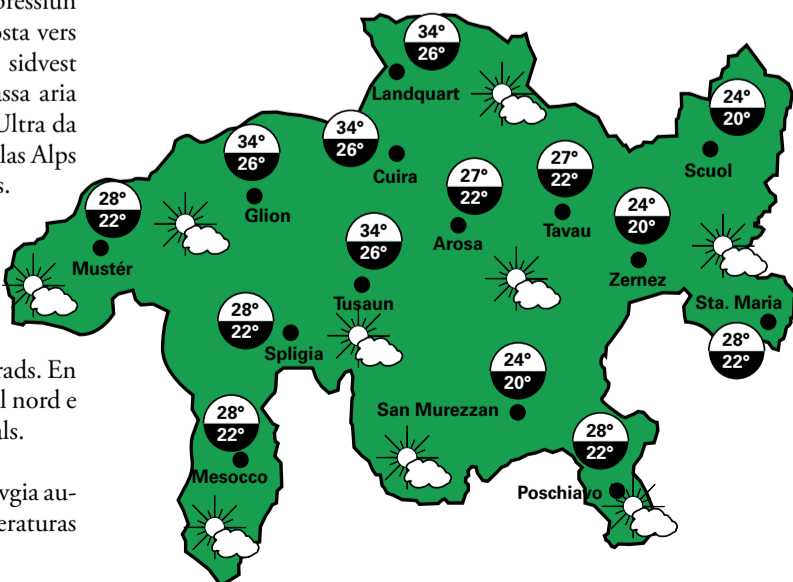 osta vers
sidvest
aria
Ultra da
las Alps
34°
26°
Landquart
34°
26°
Cuira
34°
26°
Glion
28°
22°
Mustér
27°
22°
Arosa
27°
22°
Tavau
24°
20°
Scuol
24°
20°
Zernez
34°
26°
Tusaun
28°
22°
Spligia
Sta. Maria
28°
22°
24°
20°
San Murezzan
28°
22°
Mesocco
28°
22°
Poschiavo
rads. En
l nord e
als.
vgia au-
eraturas